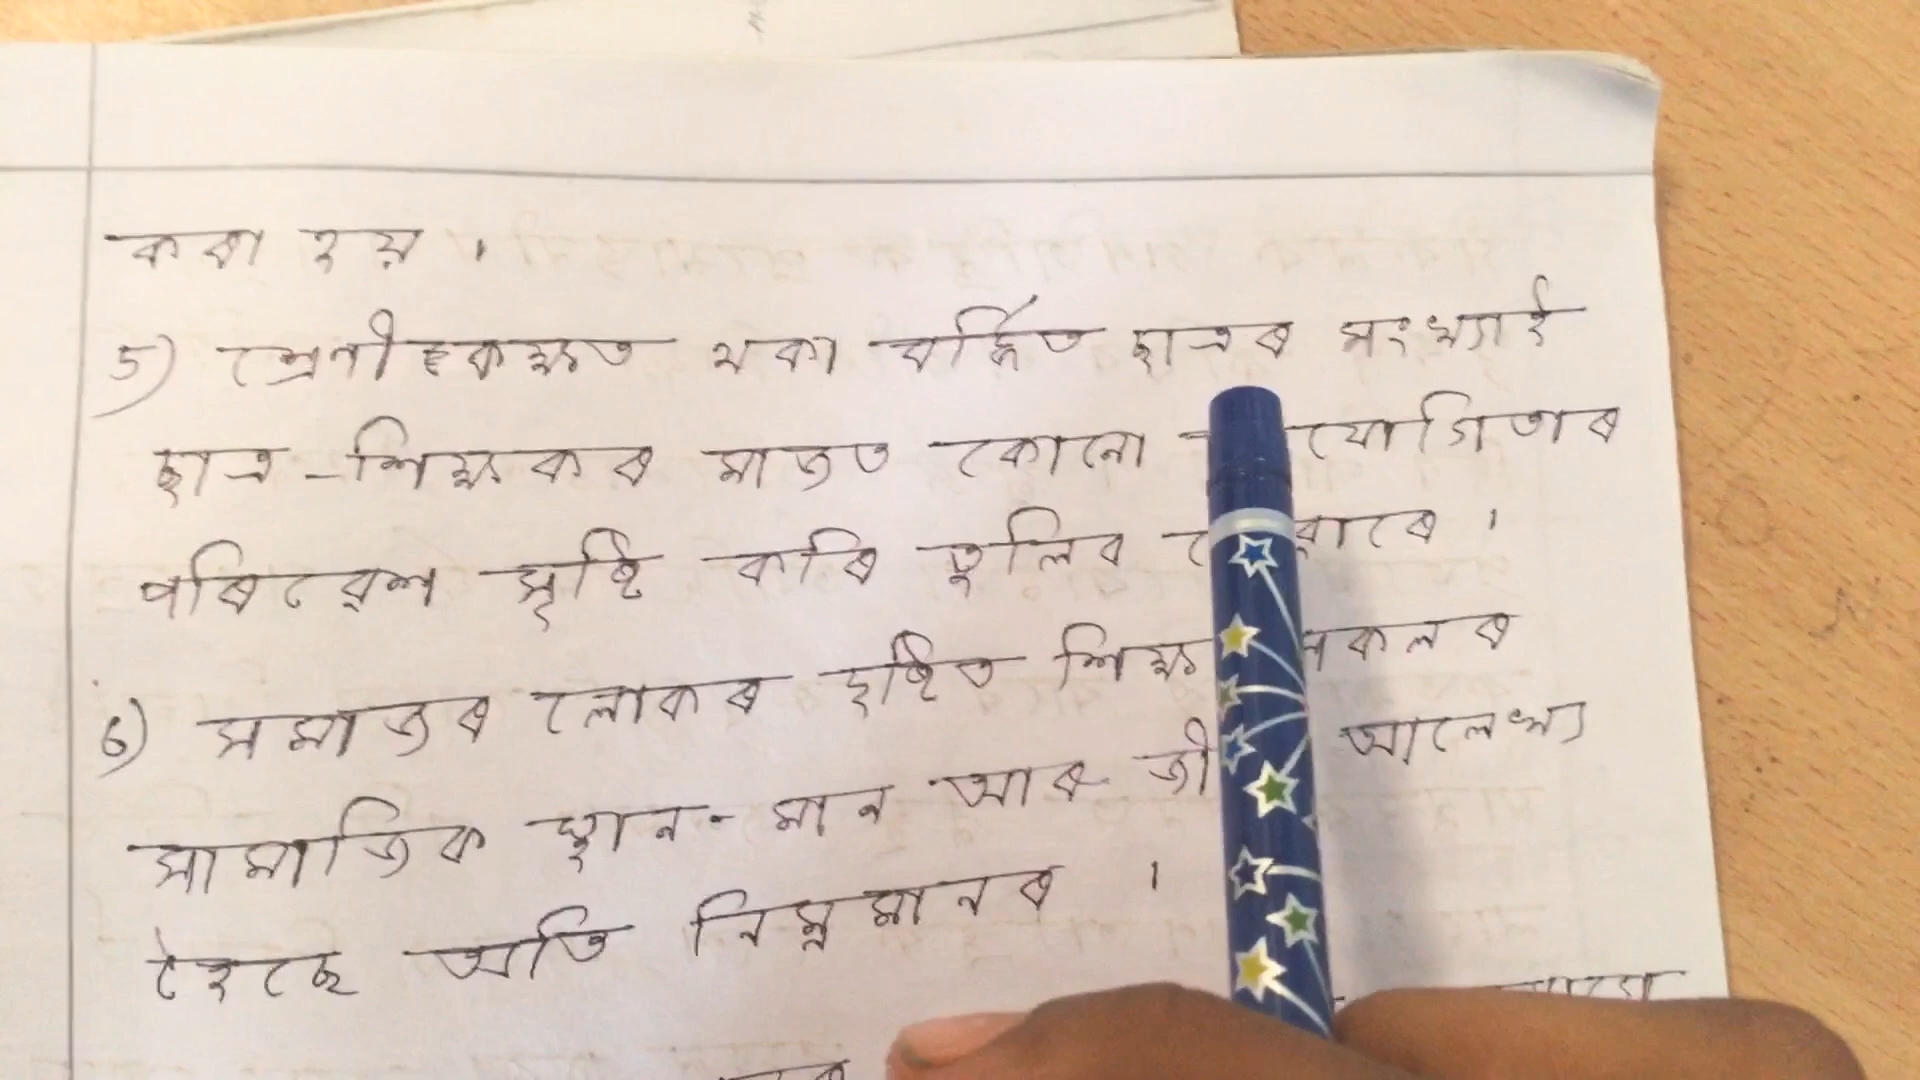 কৰা হয় ।
5) শ্ৰেণীকক্ষত থকা বৰ্দ্ধিত ছাত্ৰৰ সংখ্যাই
ছাত্ৰ-শিক্ষকৰ মাজত কোনো যোগিতাৰ
পৰিৱেশ সৃষ্টি কৰি তুলিব ৱাৰে ।
6) সমাজৰ লোকৰ দৃষ্টিত শিক্ষ সকলৰ
সামাজিক স্থান-মান আৰু জী আলেখ্য
হৈছে অতি নিম্নমানৰ ।